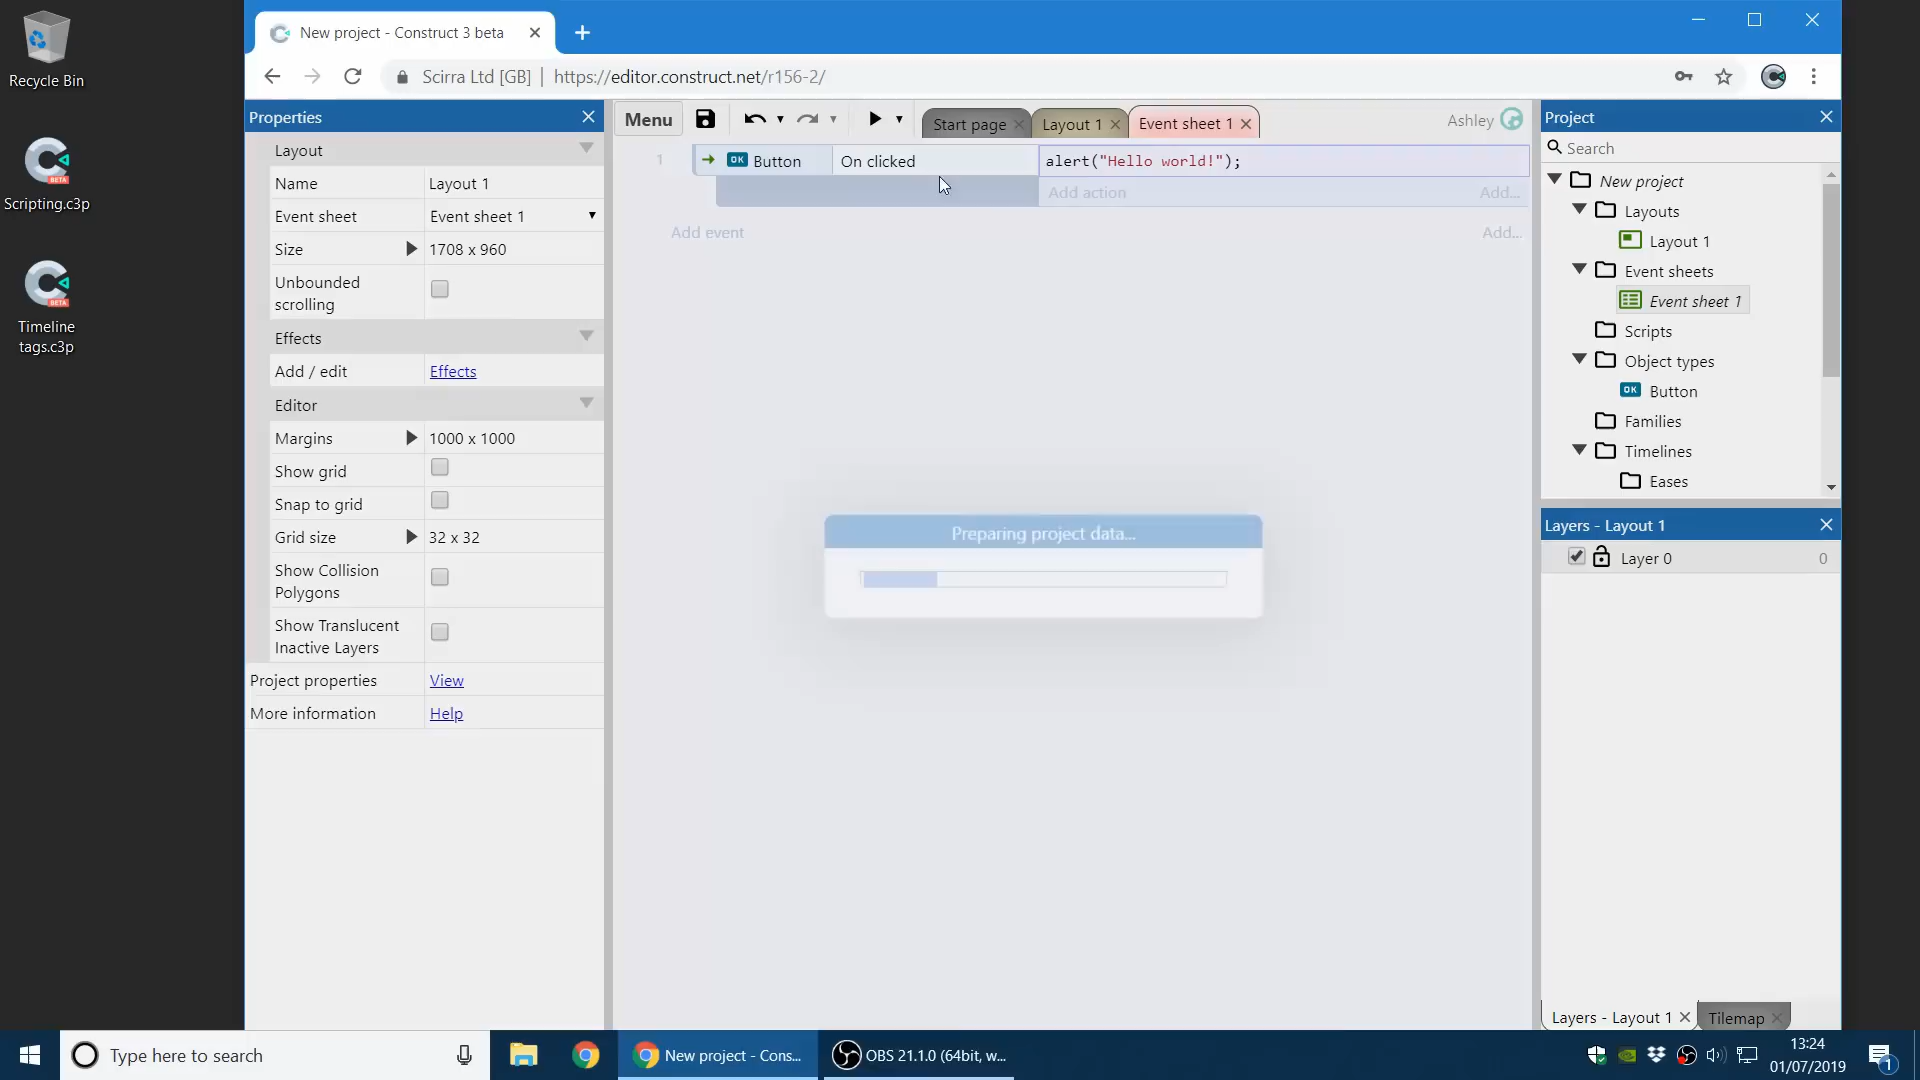 Recycle Bin
Scripting.c3p
Timeline
tags.c3p
New project - Construct 3 beta
Scirra Ltd [GB] | https://editor.construct.net/r156-2/
Properties
Layout
Name Layout 1
Event sheet Event sheet 1
Size 1708 x 960
Unbounded
scrolling
Effects
Add / edit Effects
Editor
Margins 1000 x 1000
Show grid
Snap to grid
Grid size 32 x 32
Show Collision
Polygons
Show Translucent
Inactive Layers
Project properties View
More information Help
Menu
Start page
Layout 1
Event sheet 1
Ashley
1 OK Button On clicked alert("Hello world!");
Add action Add...
Add event Add...
Preparing project data...
Project
Search
New project
Layouts
Layout 1
Event sheets
Event sheet 1
Scripts
Object types
OK Button
Families
Timelines
Eases
Layers - Layout 1
Layer 0 0
Layers - Layout 1
Tilemap
Type here to search
New project - Cons...
OBS 21.1.0 (64bit, w...
13:24
01/07/2019
1